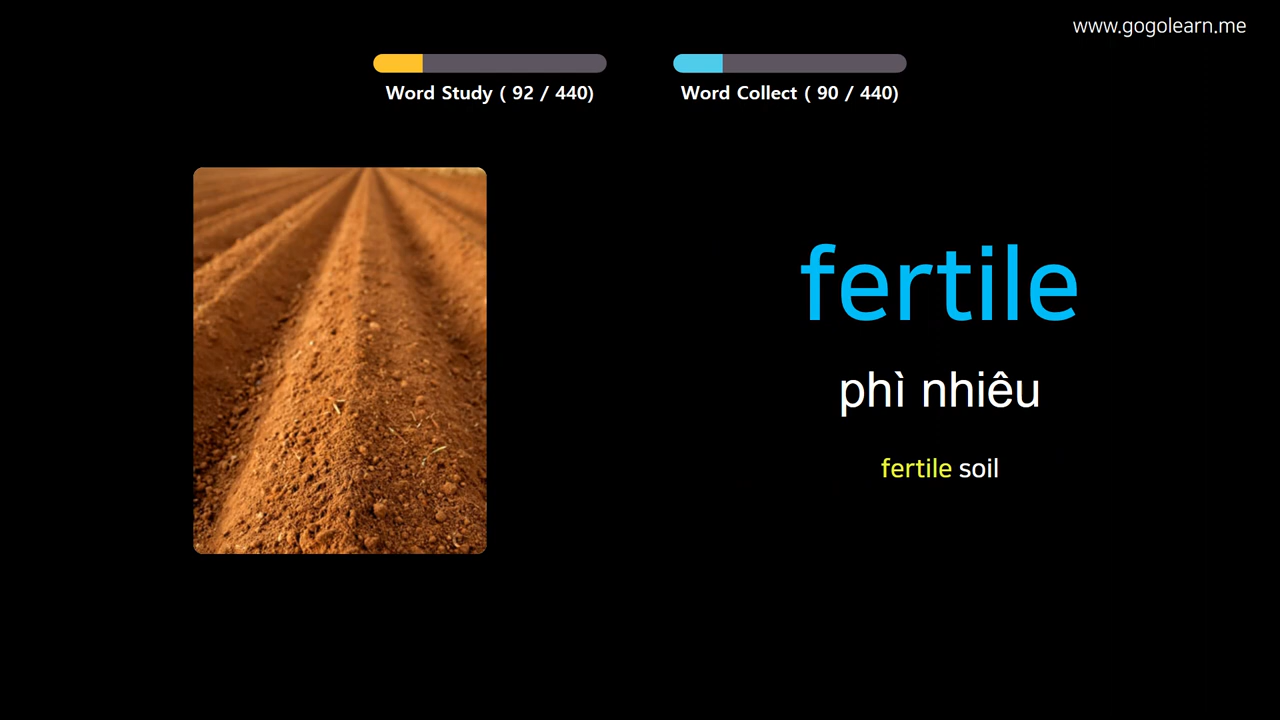 www.gogolearn.me
Word Study ( 92 / 440)
Word Collect ( 90 / 440)
fertile
phì nhiêu
fertile soil